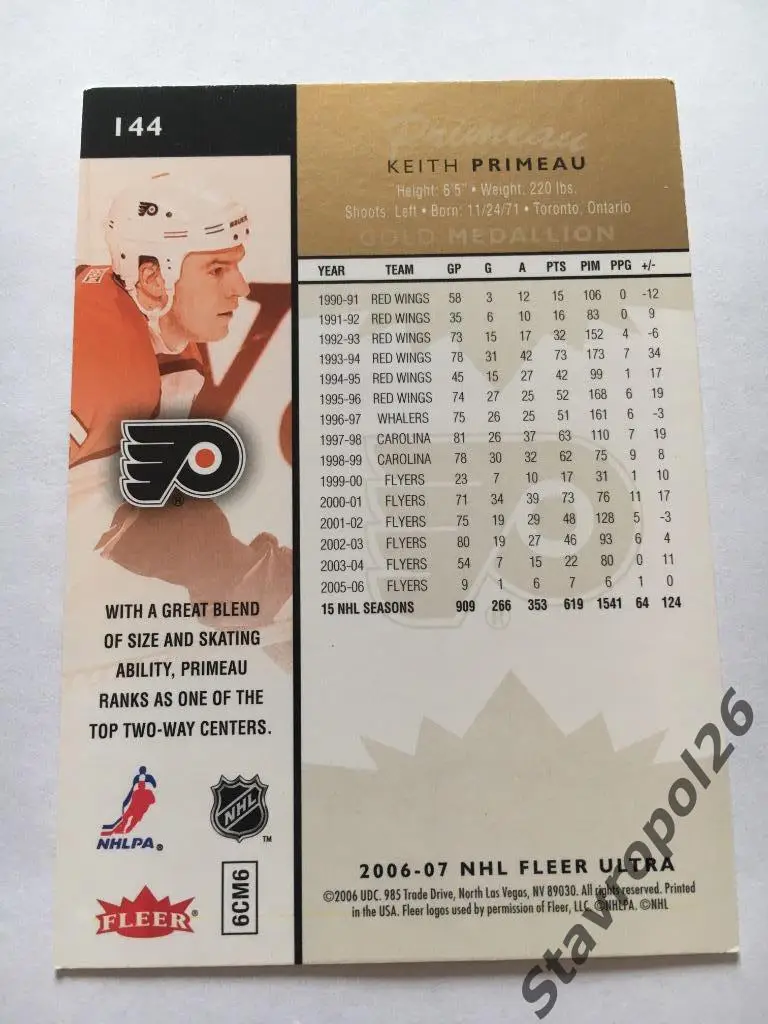 144
Primeau
KEITH PRIMEAU
Height: 6'5" • Weight: 220 lbs.
Shoots: Left • Born: 11/24/71 • Toronto, Ontario
GOLD MEDALLION
YEAR TEAM GP G A PTS PIM PPG +/-
1990-91 RED WINGS 58 3 12 15 106 0 -12
1991-92 RED WINGS 35 6 10 16 83 0 9
1992-93 RED WINGS 73 15 17 32 152 4 -6
1993-94 RED WINGS 78 31 42 73 173 7 34
1994-95 RED WINGS 45 15 27 42 99 1 17
1995-96 RED WINGS 74 27 25 52 168 6 19
1996-97 WHALERS 75 26 25 51 161 6 -3
1997-98 CAROLINA 81 26 37 63 110 7 19
1998-99 CAROLINA 78 30 32 62 75 9 8
1999-00 FLYERS 23 7 10 17 31 1 10
2000-01 FLYERS 71 34 39 73 76 11 17
2001-02 FLYERS 75 19 29 48 128 5 -3
2002-03 FLYERS 80 19 27 46 93 6 4
2003-04 FLYERS 54 7 15 22 80 0 11
2005-06 FLYERS 9 1 6 7 6 1 0
15 NHL SEASONS 909 266 353 619 1541 64 124
WITH A GREAT BLEND
OF SIZE AND SKATING
ABILITY, PRIMEAU
RANKS AS ONE OF THE
TOP TWO-WAY CENTERS.
NHLPA®
NHL™
FLEER®
6CM6
2006-07 NHL FLEER ULTRA
©2006 UDC. 985 Trade Drive, North Las Vegas, NV 89030. All rights reserved. Printed
in the USA. Fleer logos used by permission of Fleer, LLC. ©NHLPA. ©NHL
Stavropol26